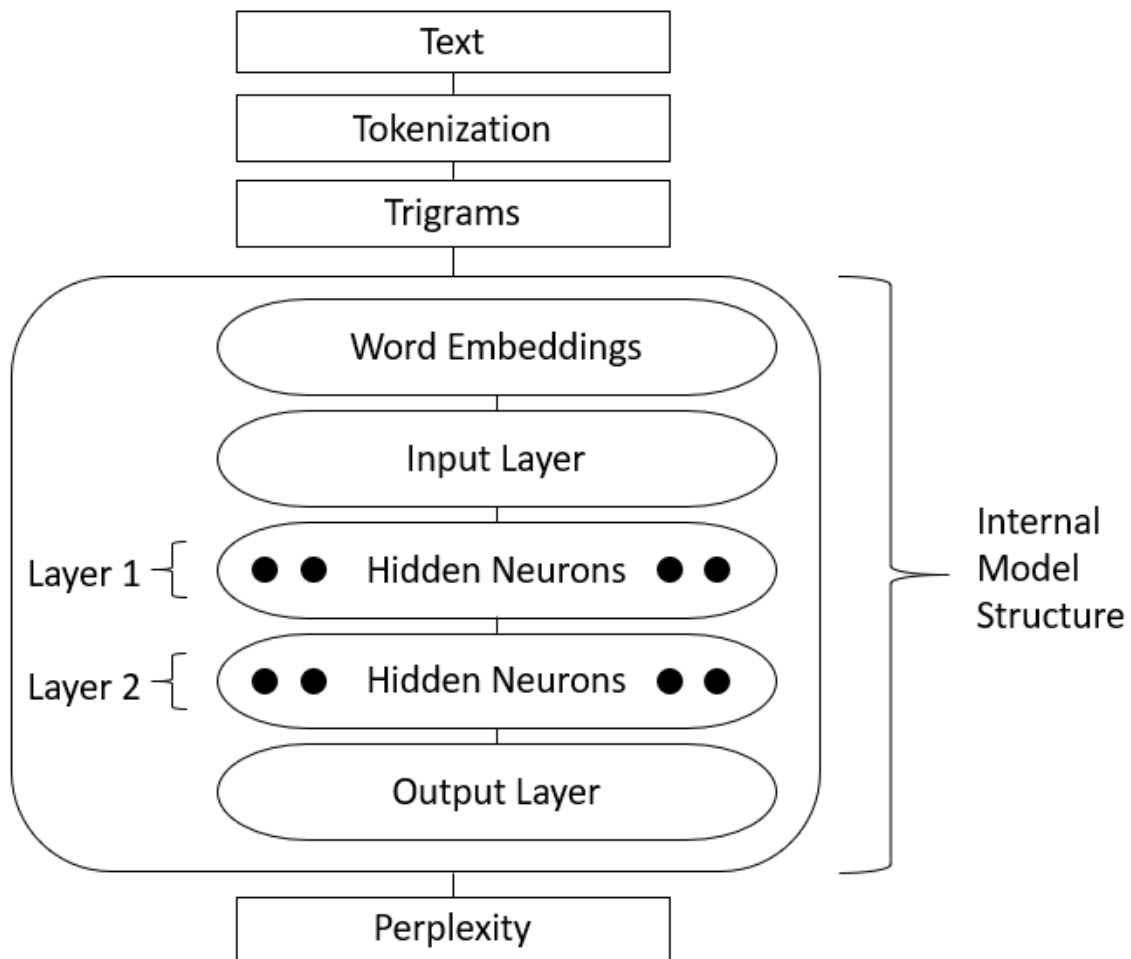 Text
Tokenization
Trigrams
Word Embeddings
Input Layer
Layer 1
Hidden Neurons
Layer 2
Hidden Neurons
Output Layer
Internal
Model
Structure
Perplexity